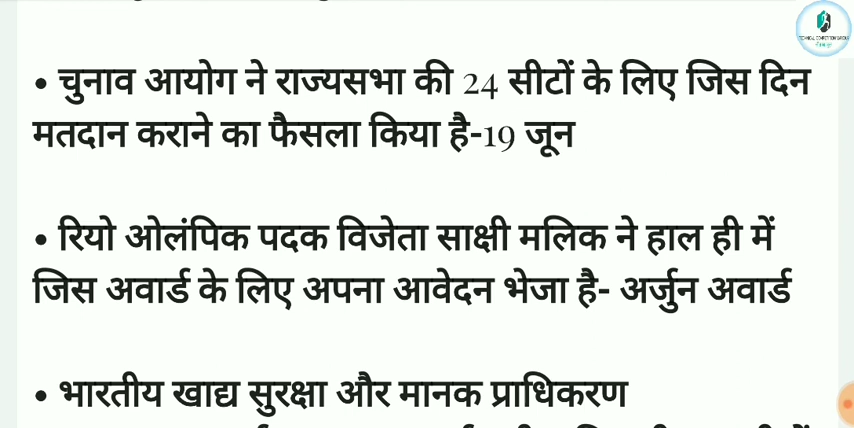 • चुनाव आयोग ने राज्यसभा की 24 सीटों के लिए जिस दिन
मतदान कराने का फैसला किया है-19 जून
• रियो ओलंपिक पदक विजेता साक्षी मलिक ने हाल ही में
जिस अवार्ड के लिए अपना आवेदन भेजा है- अर्जुन अवार्ड
• भारतीय खाद्य सुरक्षा और मानक प्राधिकरण